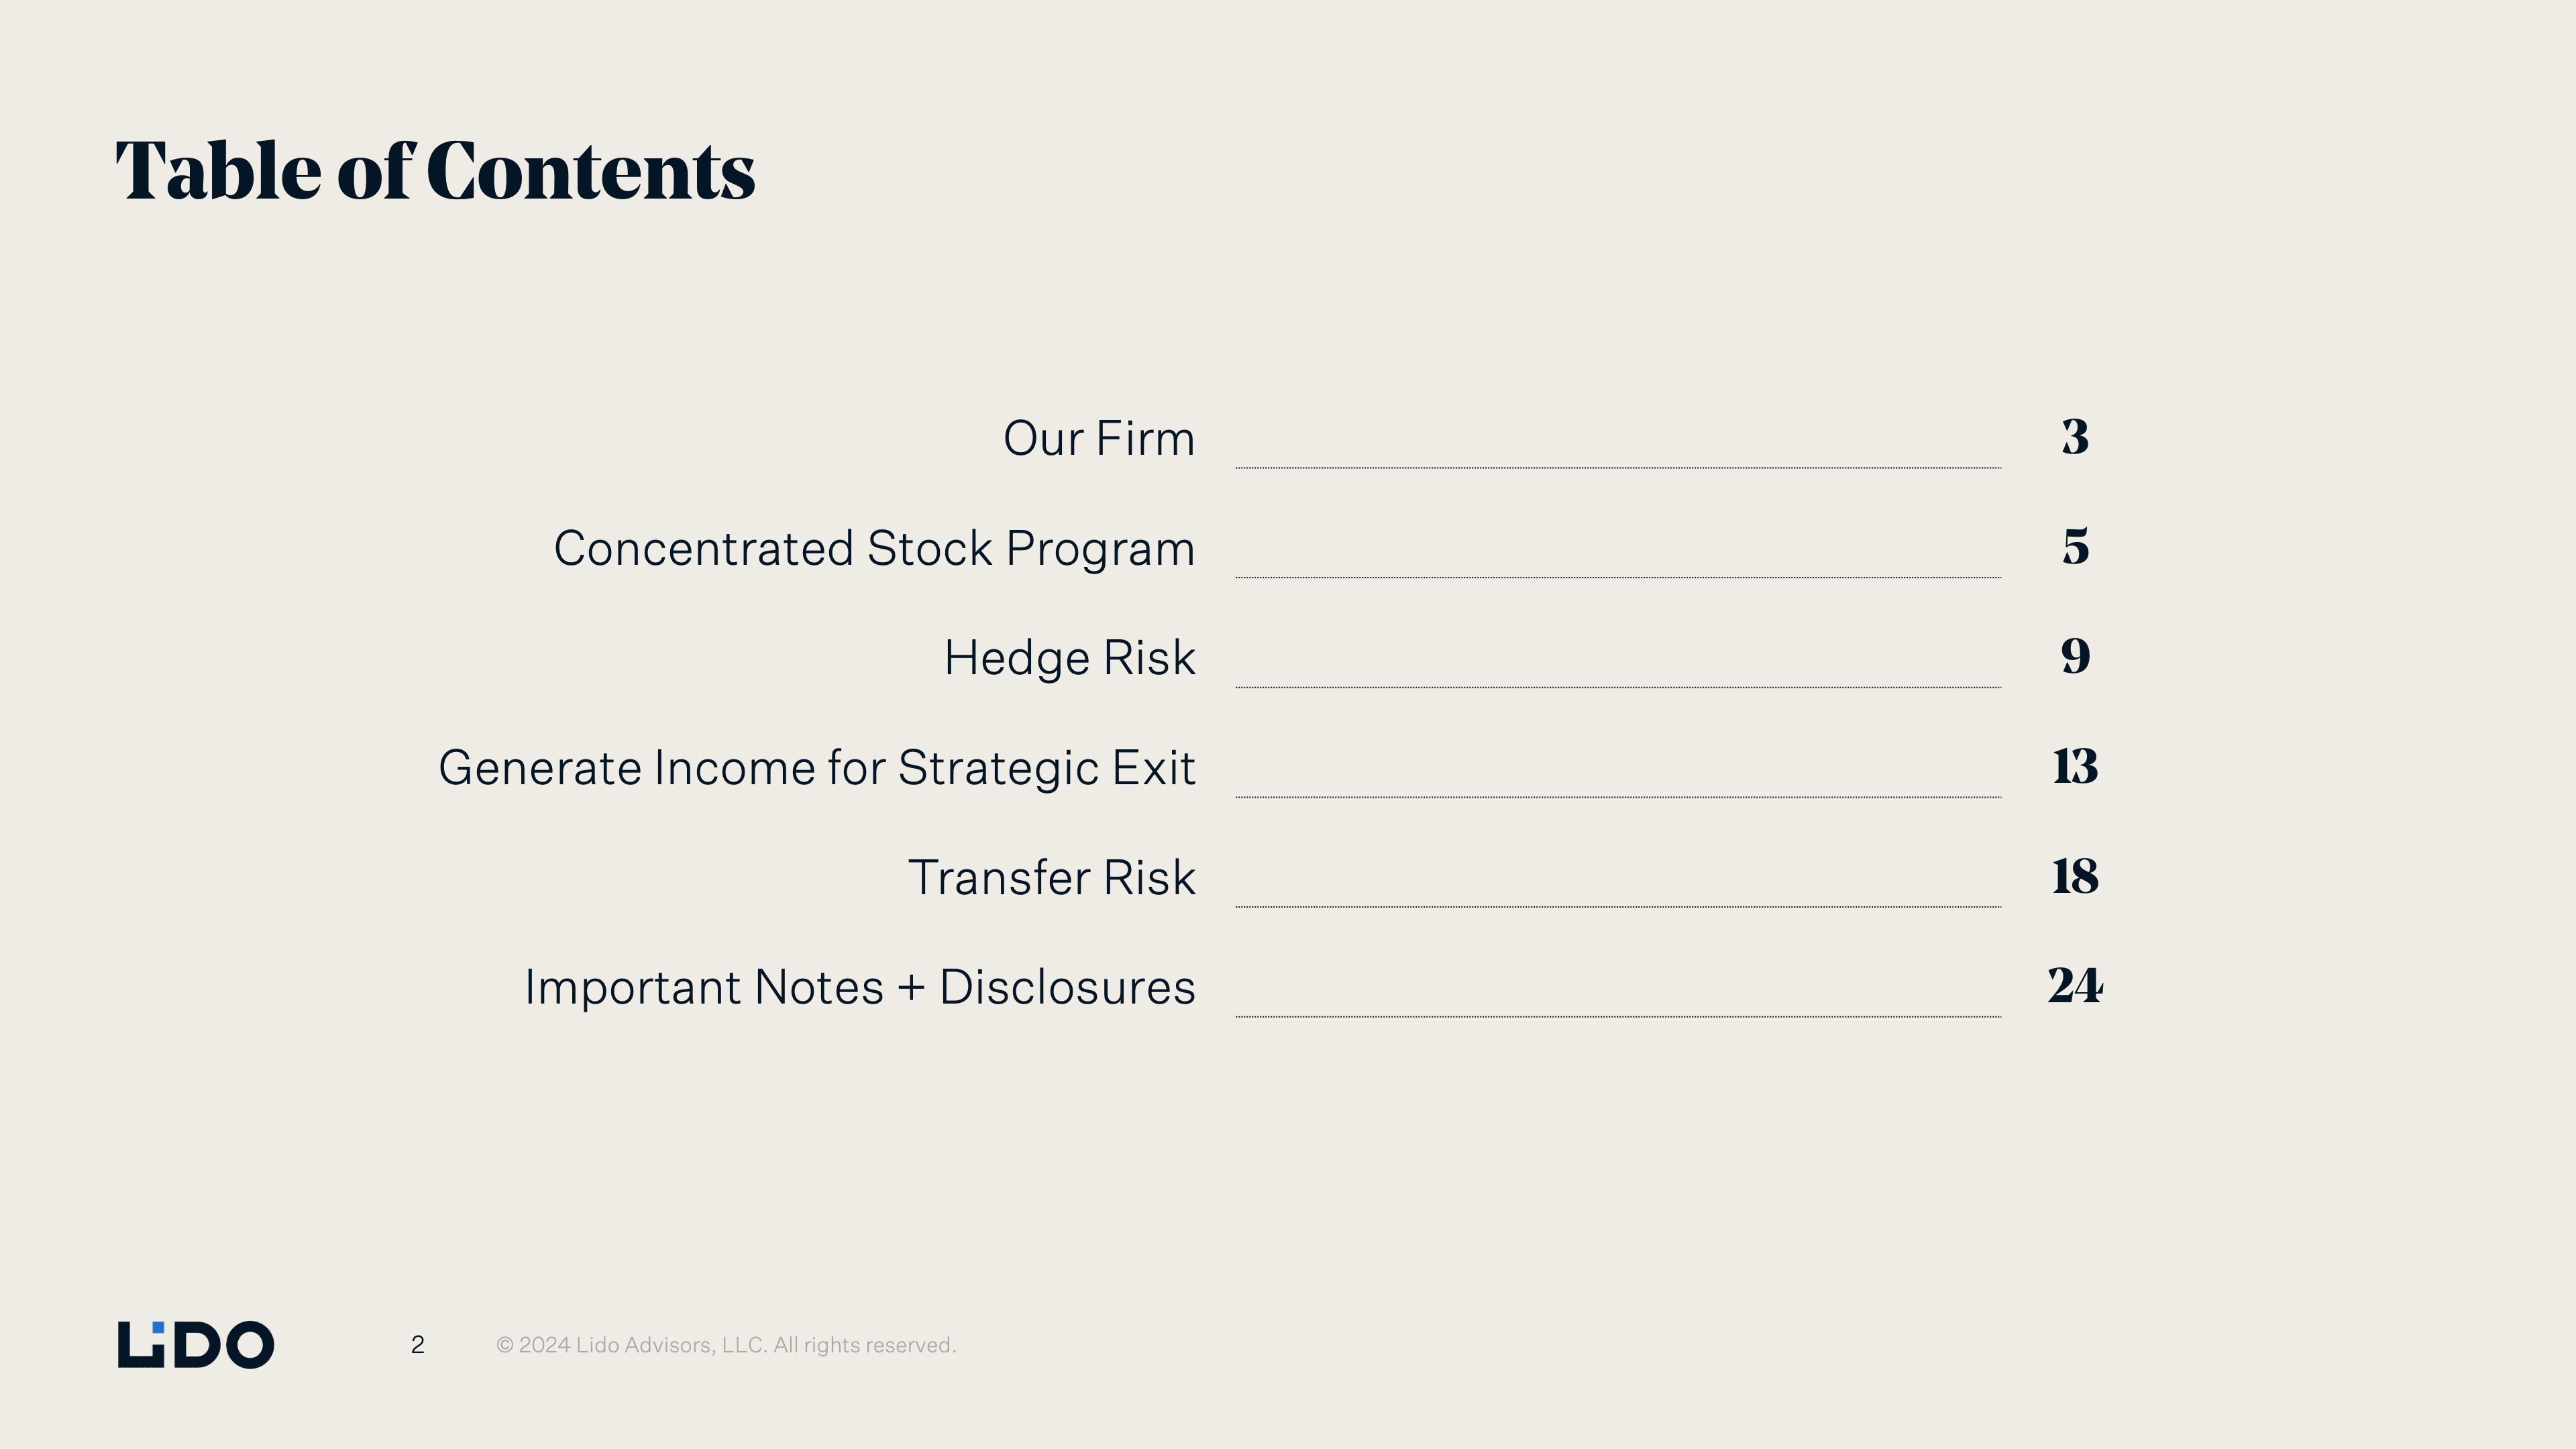 Table of Contents
Our Firm 3
Concentrated Stock Program 5
Hedge Risk 9
Generate Income for Strategic Exit 13
Transfer Risk 18
Important Notes + Disclosures 24
LiDO 2 © 2024 Lido Advisors, LLC. All rights reserved.